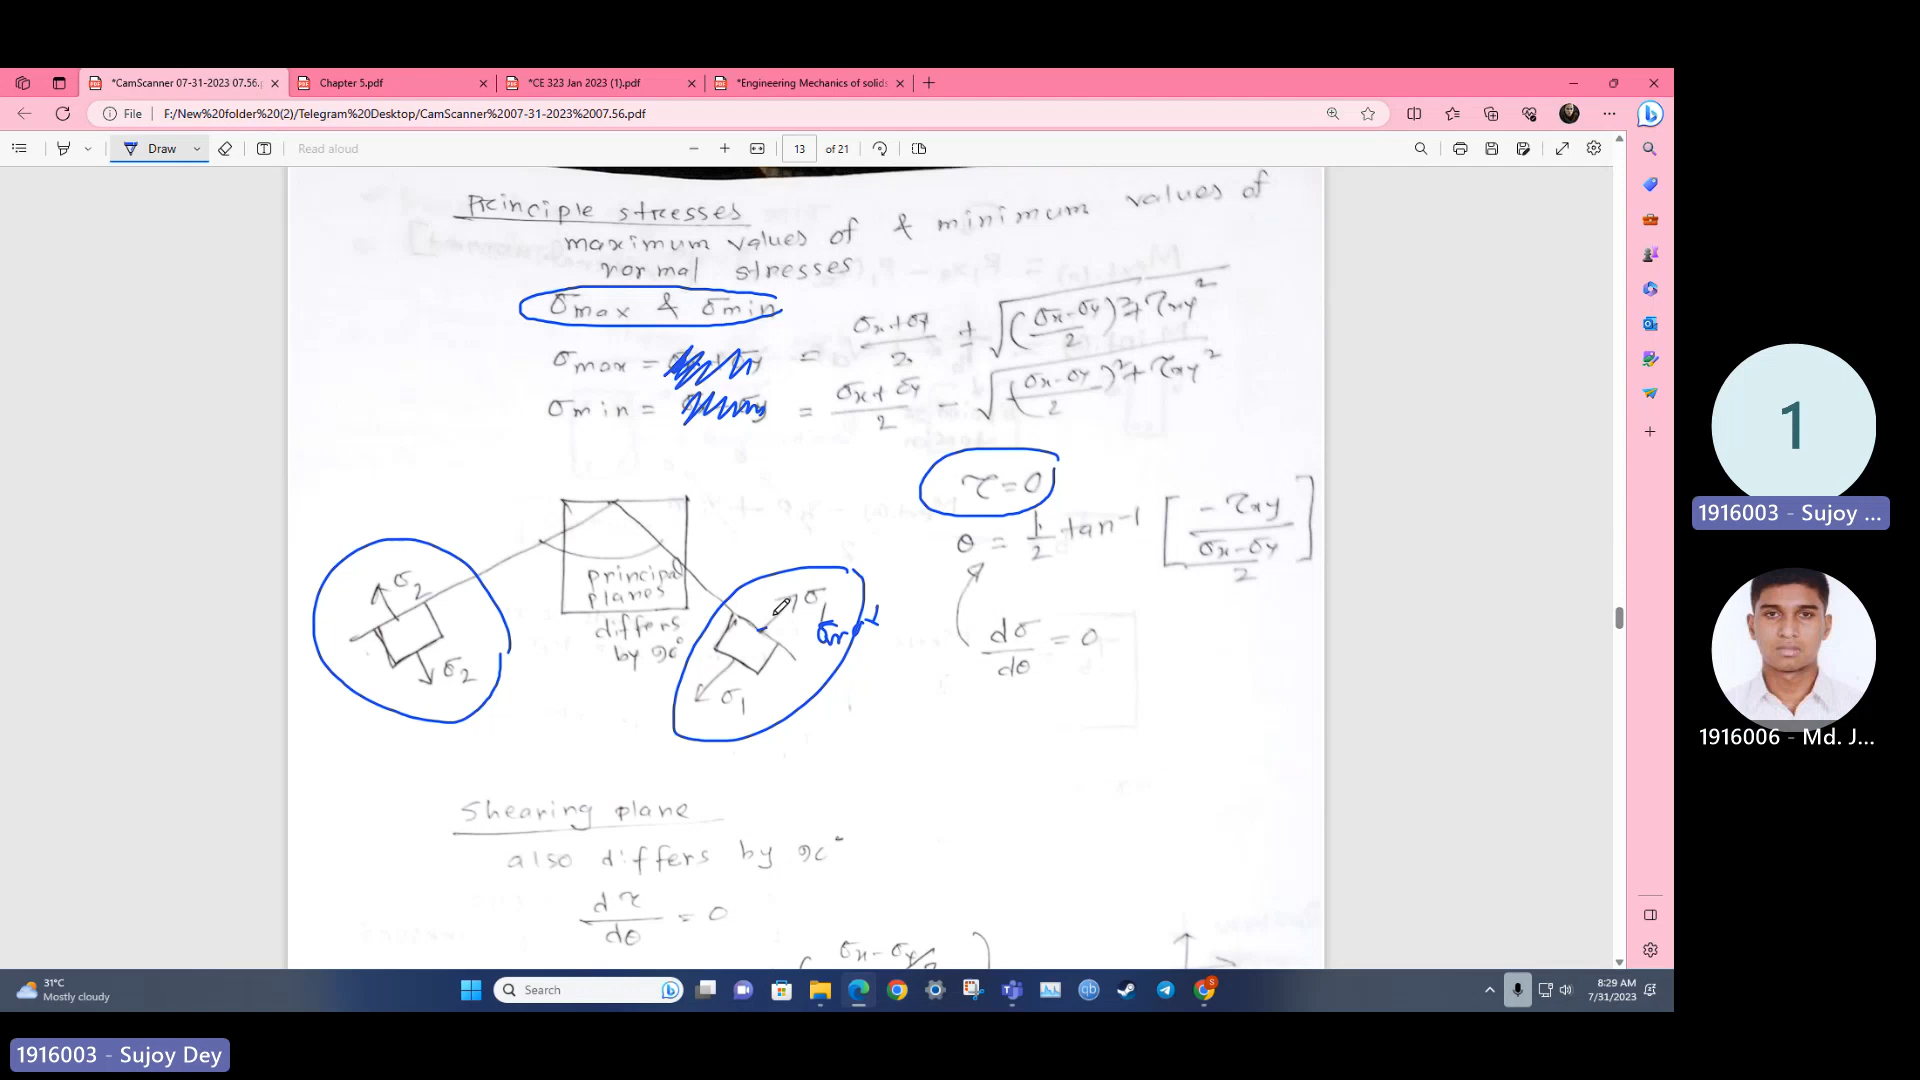 *CamScanner 07-31-2023 07.56.p
Chapter 5.pdf
*CE 323 Jan 2023 (1).pdf
*Engineering Mechanics of solids
File
F:/New%20folder%20(2)/Telegram%20Desktop/CamScanner%2007-31-2023%2007.56.pdf
Draw
Read aloud
13
of 21
Principle stresses
maximum values of & minimum values of
normal stresses
σmax & σmin
σmax = = σx+σy/2 ± √(σx-σy/2)²+τxy²
σmin = = σx+σy/2 - √(σx-σy/2)²+τxy²
τ=0
θ = 1/2 tan-1 [-τxy / σx-σy/2]
principal
planes
differs
by 90°
σ2
σ2
σ1
dσ/dθ = 0
Shearing plane
also differs by 90°
dτ/dθ = 0
σx-σy/2
1
1916003 - Sujoy ...
1916006 - Md. J...
31°C
Mostly cloudy
Search
8:29 AM
7/31/2023
1916003 - Sujoy Dey